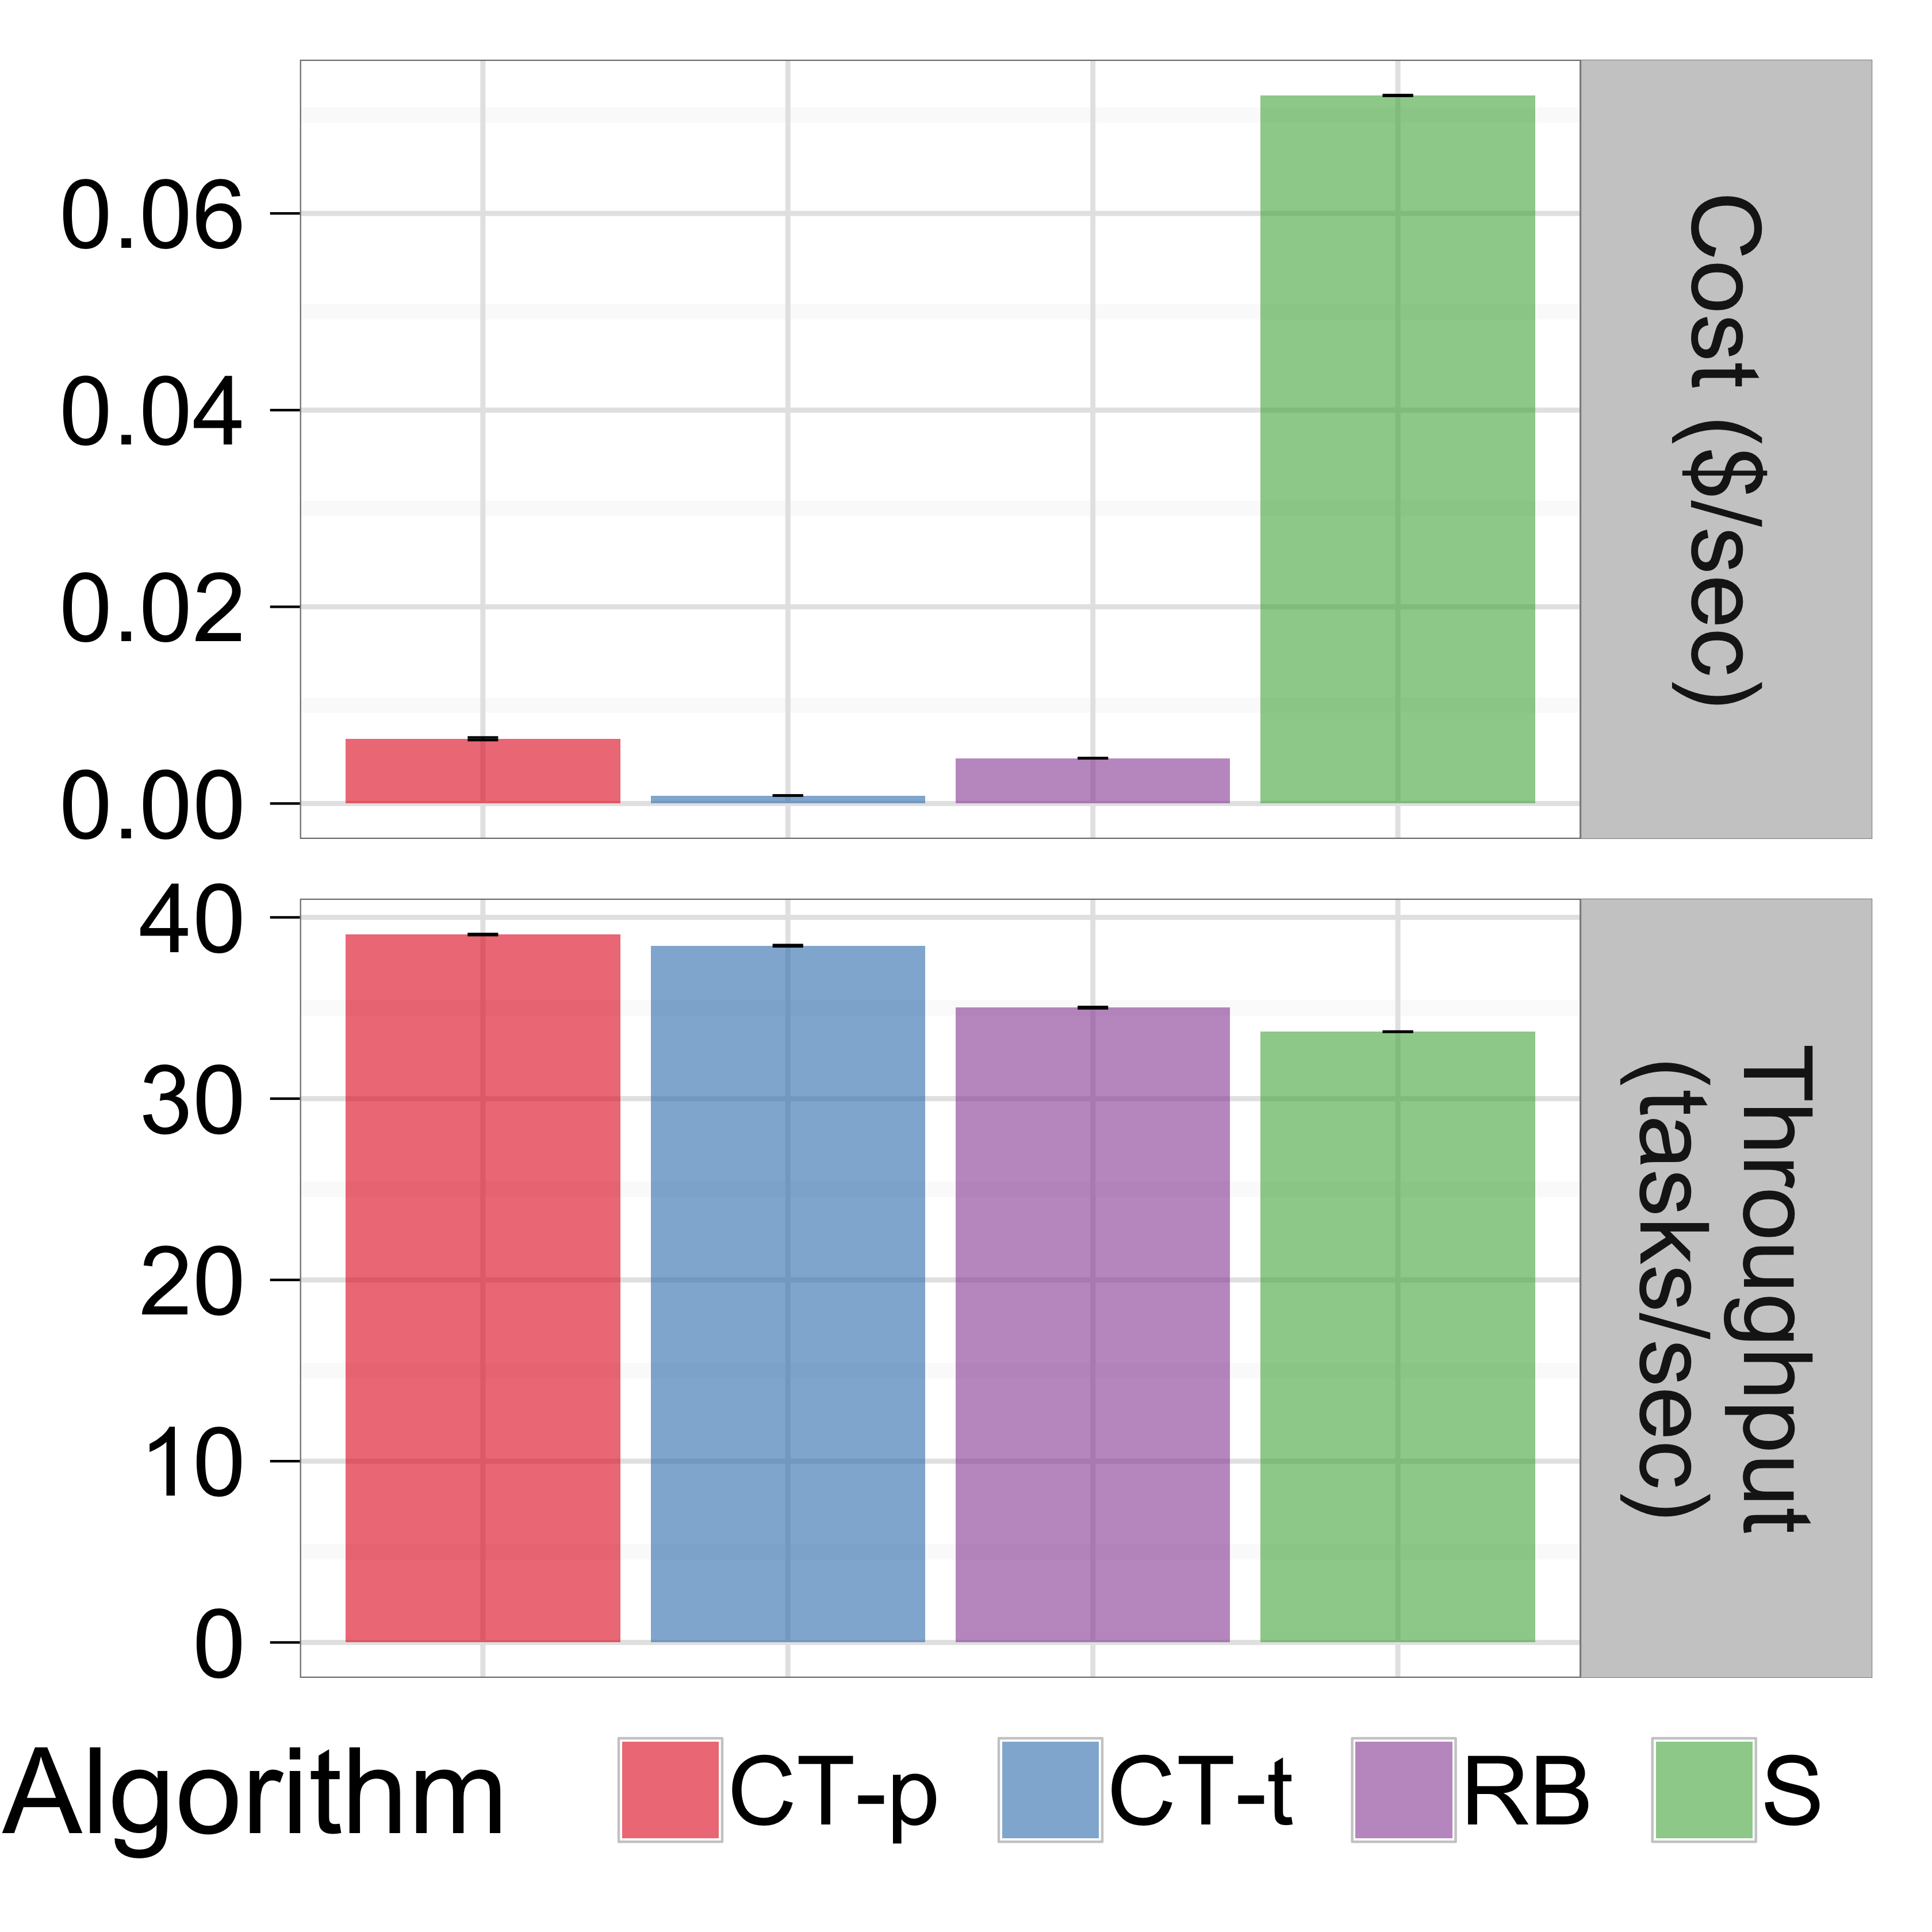 0.06
0.04
0.02
0.00
Cost ($/sec)
40
30
20
10
0
Throughput
(tasks/sec)
Algorithm CT-p CT-t RB S